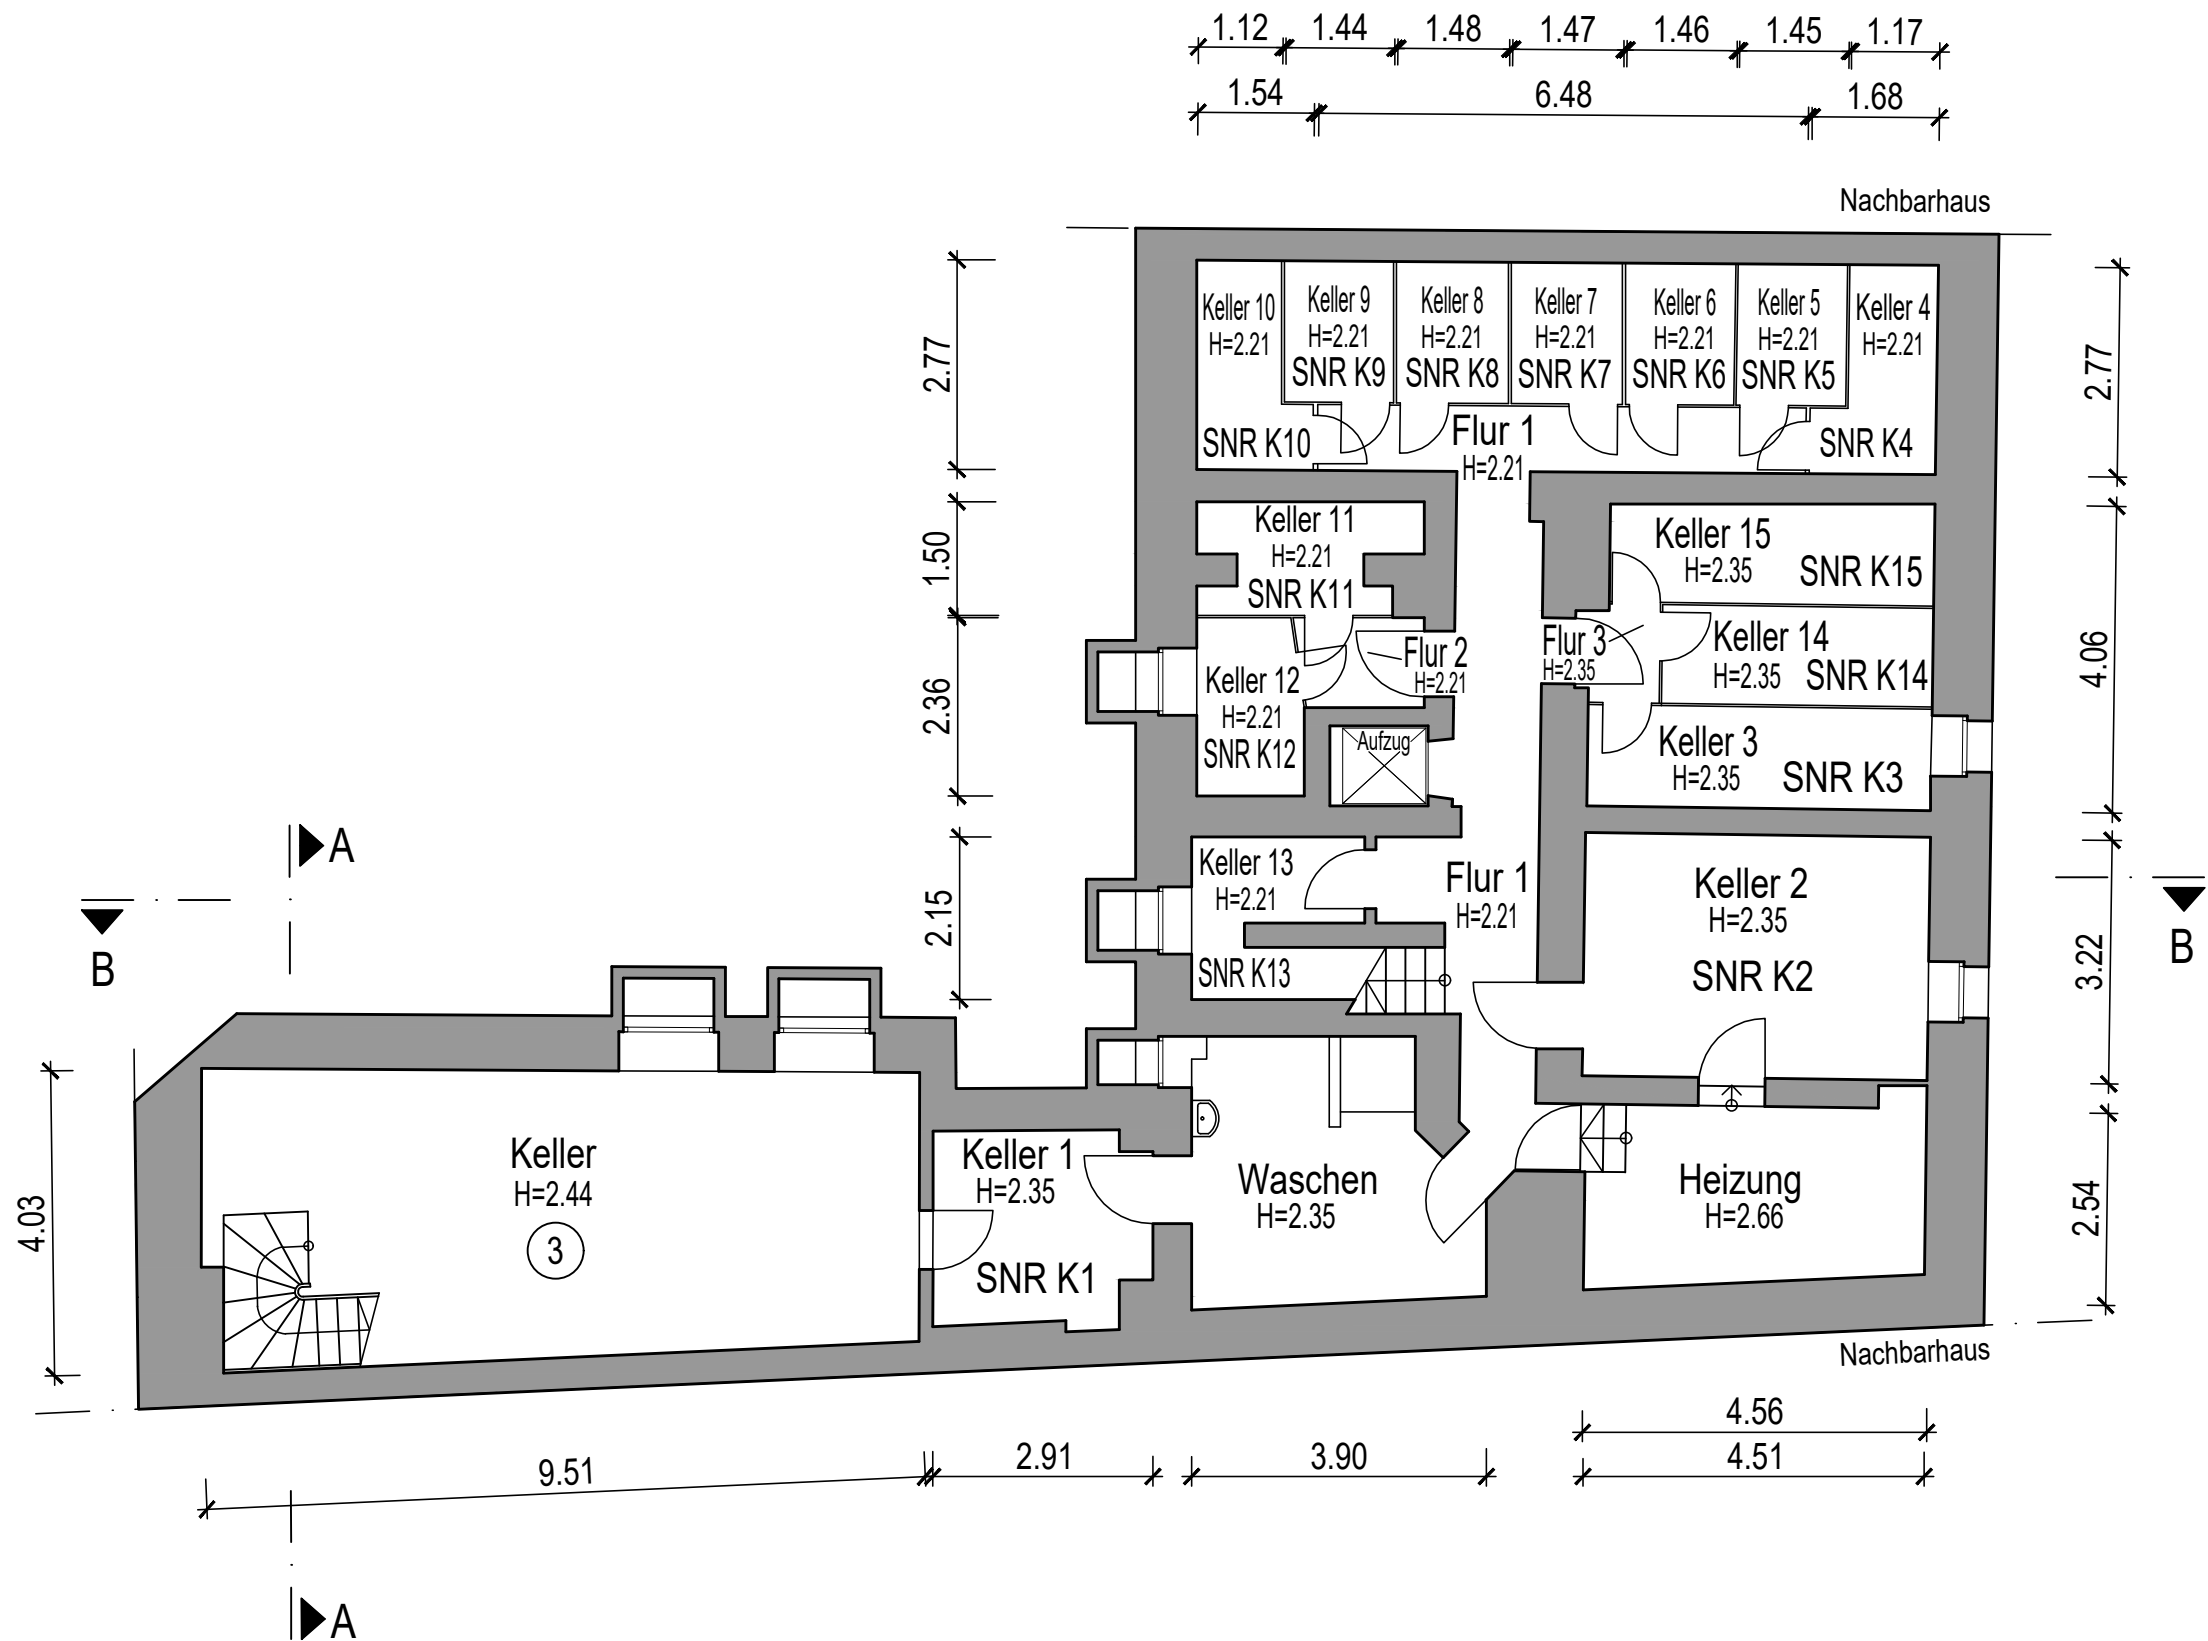 1.12 1.44 1.48 1.47 1.46 1.45 1.17
1.54 6.48 1.68
Nachbarhaus
2.77
1.50
2.36
2.15
2.77
4.06
3.22
2.54
Keller 10
H=2.21
SNR K10
Keller 9
H=2.21
SNR K9
Keller 8
H=2.21
SNR K8
Keller 7
H=2.21
SNR K7
Keller 6
H=2.21
SNR K6
Keller 5
H=2.21
SNR K5
Keller 4
H=2.21
SNR K4
Flur 1
H=2.21
Keller 11
H=2.21
SNR K11
Keller 15
H=2.35
SNR K15
Flur 2
H=2.21
Flur 3
H=2.35
Keller 14
H=2.35
SNR K14
Keller 12
H=2.21
SNR K12
Aufzug
Keller 3
H=2.35
SNR K3
Keller 13
H=2.21
SNR K13
Flur 1
H=2.21
Keller 2
H=2.35
SNR K2
A
B
B
Keller
H=2.44
3
Keller 1
H=2.35
SNR K1
Waschen
H=2.35
Heizung
H=2.66
4.03
Nachbarhaus
4.56
9.51 2.91 3.90 4.51
A